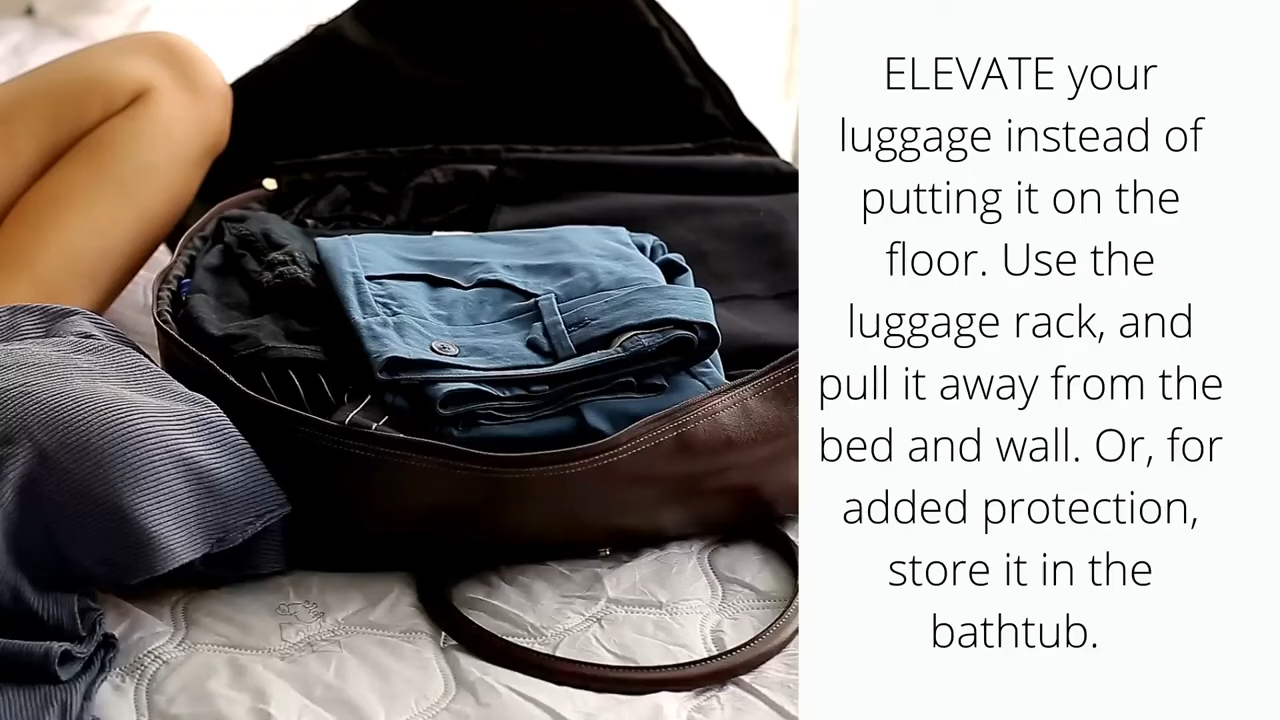 ELEVATE your
luggage instead of
putting it on the
floor. Use the
luggage rack, and
pull it away from the
bed and wall. Or, for
added protection,
store it in the
bathtub.